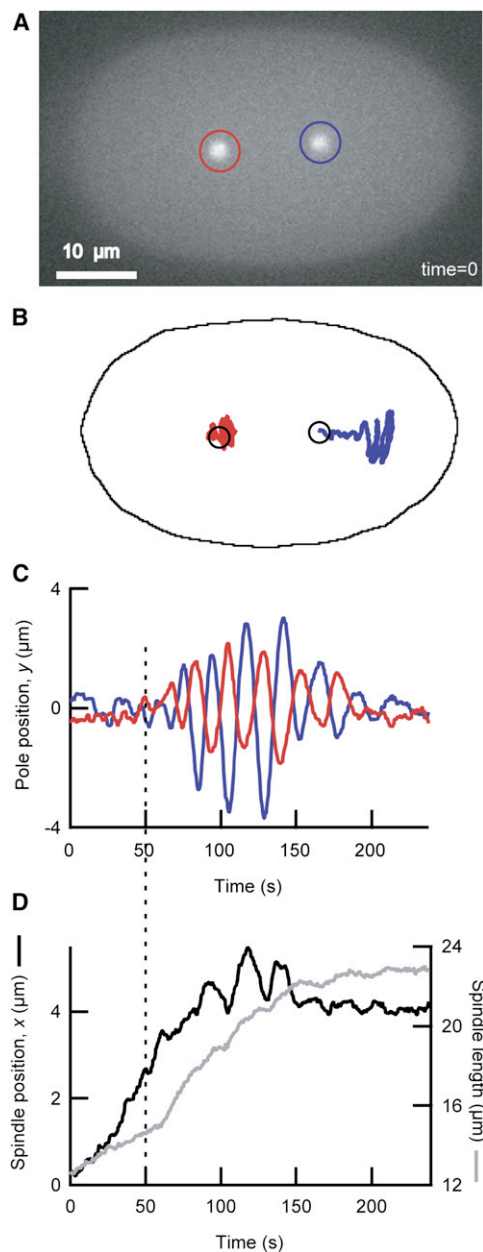 A
10 μm
time=0
B
C
4
0
-4
Pole position, y (μm)
0
50
100
150
200
Time (s)
D
Spindle position, x (μm)
4
2
0
24
20
16
12
Spindle length (μm)
0
50
100
150
200
Time (s)